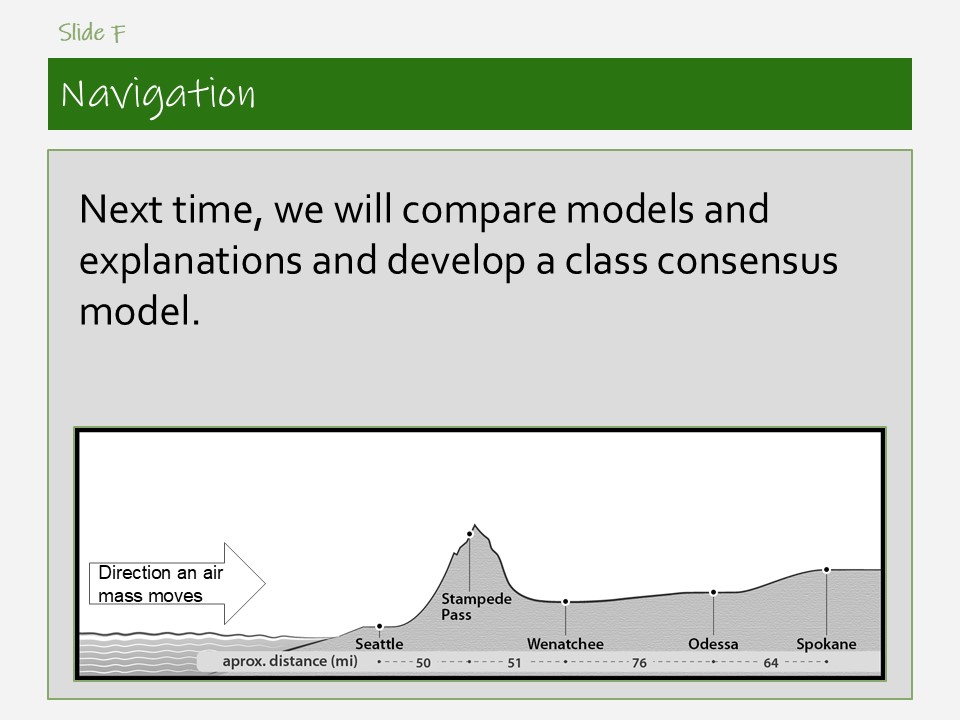 Slide F
Navigation
Next time, we will compare models and
explanations and develop a class consensus
model.
Direction an air
mass moves
Stampede
Pass
Seattle
Wenatchee
Odessa
Spokane
aprox. distance (mi)
50
51
76
64